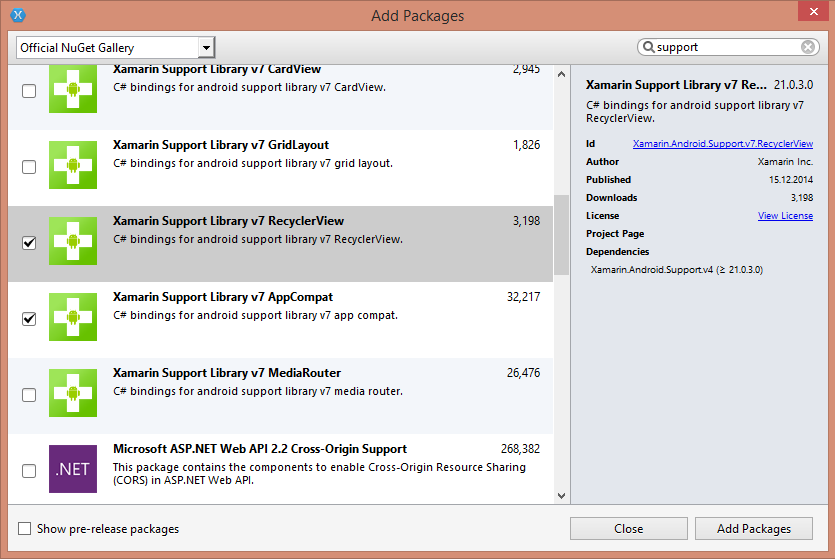 Add Packages
Official NuGet Gallery
support
Xamarin Support Library v7 CardView 2,945
C# bindings for android support library v7 CardView.
Xamarin Support Library v7 GridLayout 1,826
C# bindings for android support library v7 grid layout.
Xamarin Support Library v7 RecyclerView 3,198
C# bindings for android support library v7 RecyclerView.
Xamarin Support Library v7 AppCompat 32,217
C# bindings for android support library v7 app compat.
Xamarin Support Library v7 MediaRouter 26,476
C# bindings for android support library v7 media router.
.NET
Microsoft ASP.NET Web API 2.2 Cross-Origin Support 268,382
This package contains the components to enable Cross-Origin Resource Sharing
(CORS) in ASP.NET Web API.
Xamarin Support Library v7 Re... 21.0.3.0
C# bindings for android support library v7
RecyclerView.
Id Xamarin.Android.Support.v7.RecyclerView
Author Xamarin Inc.
Published 15.12.2014
Downloads 3,198
License View License
Project Page
Dependencies
Xamarin.Android.Support.v4 (≥ 21.0.3.0)
Show pre-release packages
Close
Add Packages